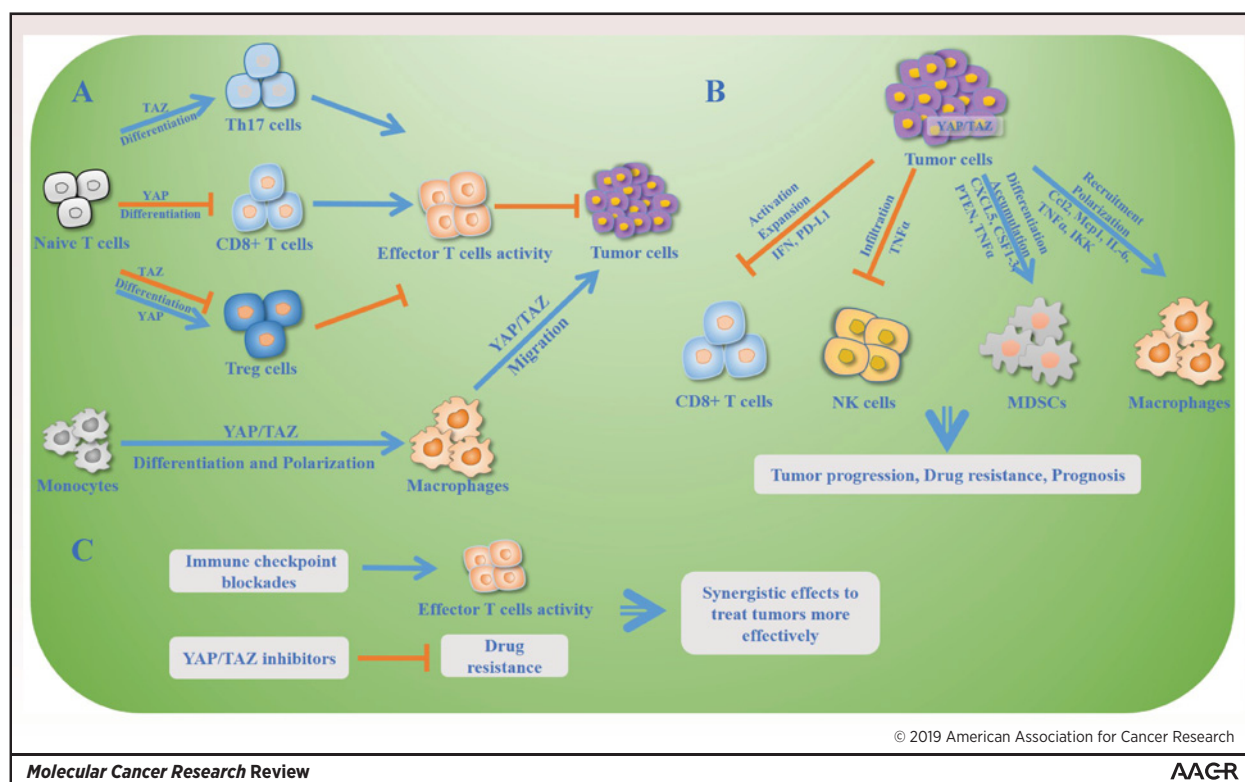 A
TAZ
Differentiation
Th17 cells
Naive T cells
YAP
Differentiation
CD8+ T cells
Effector T cells activity
Tumor cells
TAZ
Differentiation
YAP
Treg cells
YAP/TAZ
Migration
Monocytes
YAP/TAZ
Differentiation and Polarization
Macrophages
B
YAP/TAZ
Tumor cells
Activation
Expansion
IFN, PD-L1
Infiltration
TNFα
Differentiation
Accumulation
CXCL5, CSF1-3,
PTEN, TNFα
Recruitment
Polarization
Ccl2, Mcp1, IL-6,
TNFα, IKK
CD8+ T cells
NK cells
MDSCs
Macrophages
Tumor progression, Drug resistance, Prognosis
C
Immune checkpoint
blockades
Effector T cells activity
Synergistic effects to
treat tumors more
effectively
YAP/TAZ inhibitors
Drug
resistance
© 2019 American Association for Cancer Research
Molecular Cancer Research Review
AACR